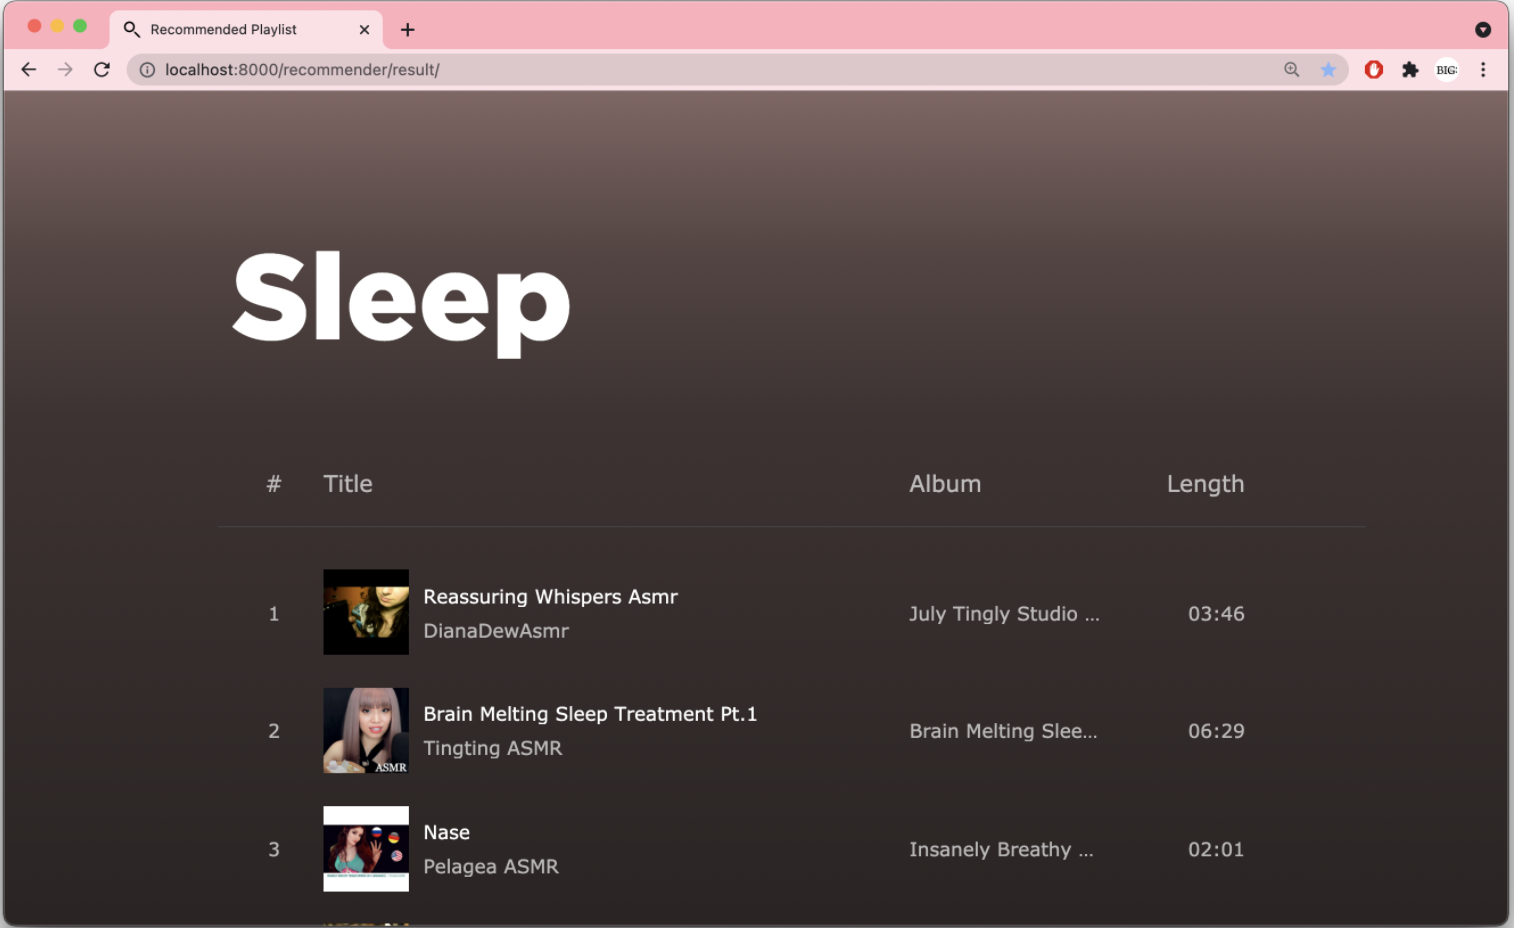 Recommended Playlist
localhost:8000/recommender/result/
BIG
Sleep
# Title Album Length
1 Reassuring Whispers Asmr July Tingly Studio ... 03:46
DianaDewAsmr
2 Brain Melting Sleep Treatment Pt.1 Brain Melting Slee... 06:29
Tingting ASMR
ASMR
3 Nase Insanely Breathy ... 02:01
Pelagea ASMR